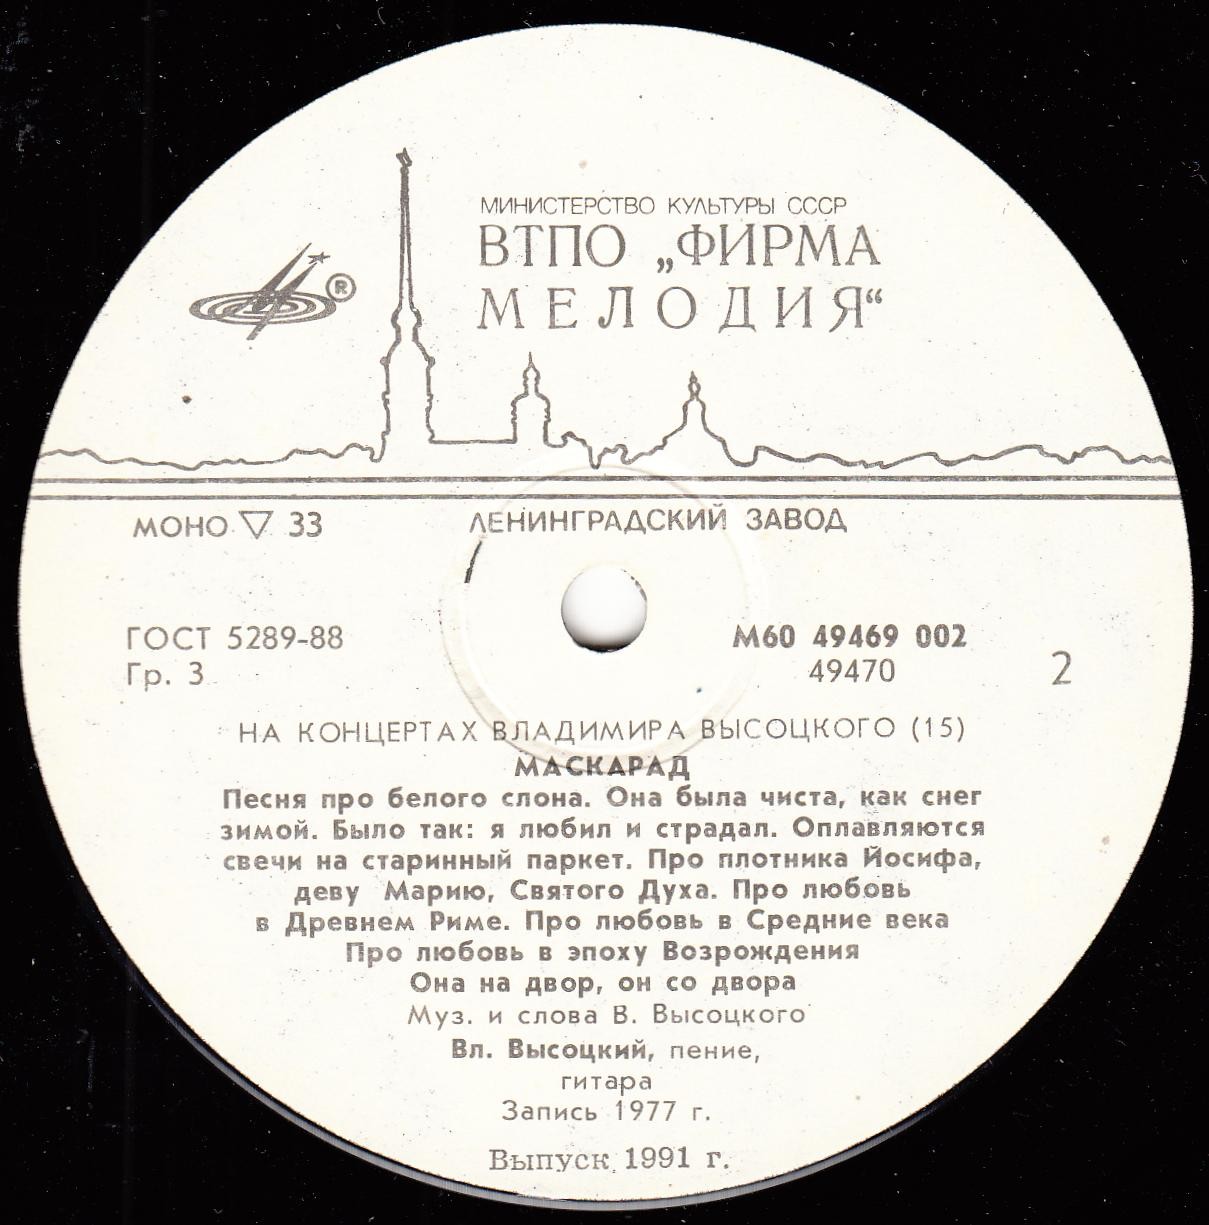 МИНИСТЕРСТВО КУЛЬТУРЫ СССР
ВТПО „ФИРМА
МЕЛОДИЯ“
®
МОНО ▽ 33
ЛЕНИНГРАДСКИЙ ЗАВОД
ГОСТ 5289-88
Гр. 3
М60 49469 002
49470
2
НА КОНЦЕРТАХ ВЛАДИМИРА ВЫСОЦКОГО (15)
МАСКАРАД
Песня про белого слона. Она была чиста, как снег
зимой. Было так: я любил и страдал. Оплавляются
свечи на старинный паркет. Про плотника Йосифа,
деву Марию, Святого Духа. Про любовь
в Древнем Риме. Про любовь в Средние века
Про любовь в эпоху Возрождения
Она на двор, он со двора
Муз. и слова В. Высоцкого
Вл. Высоцкий, пение,
гитара
Запись 1977 г.
Выпуск 1991 г.